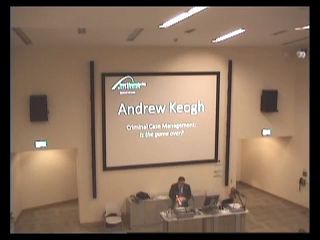 Andrew Keogh
Criminal Case Management:
is the game over?